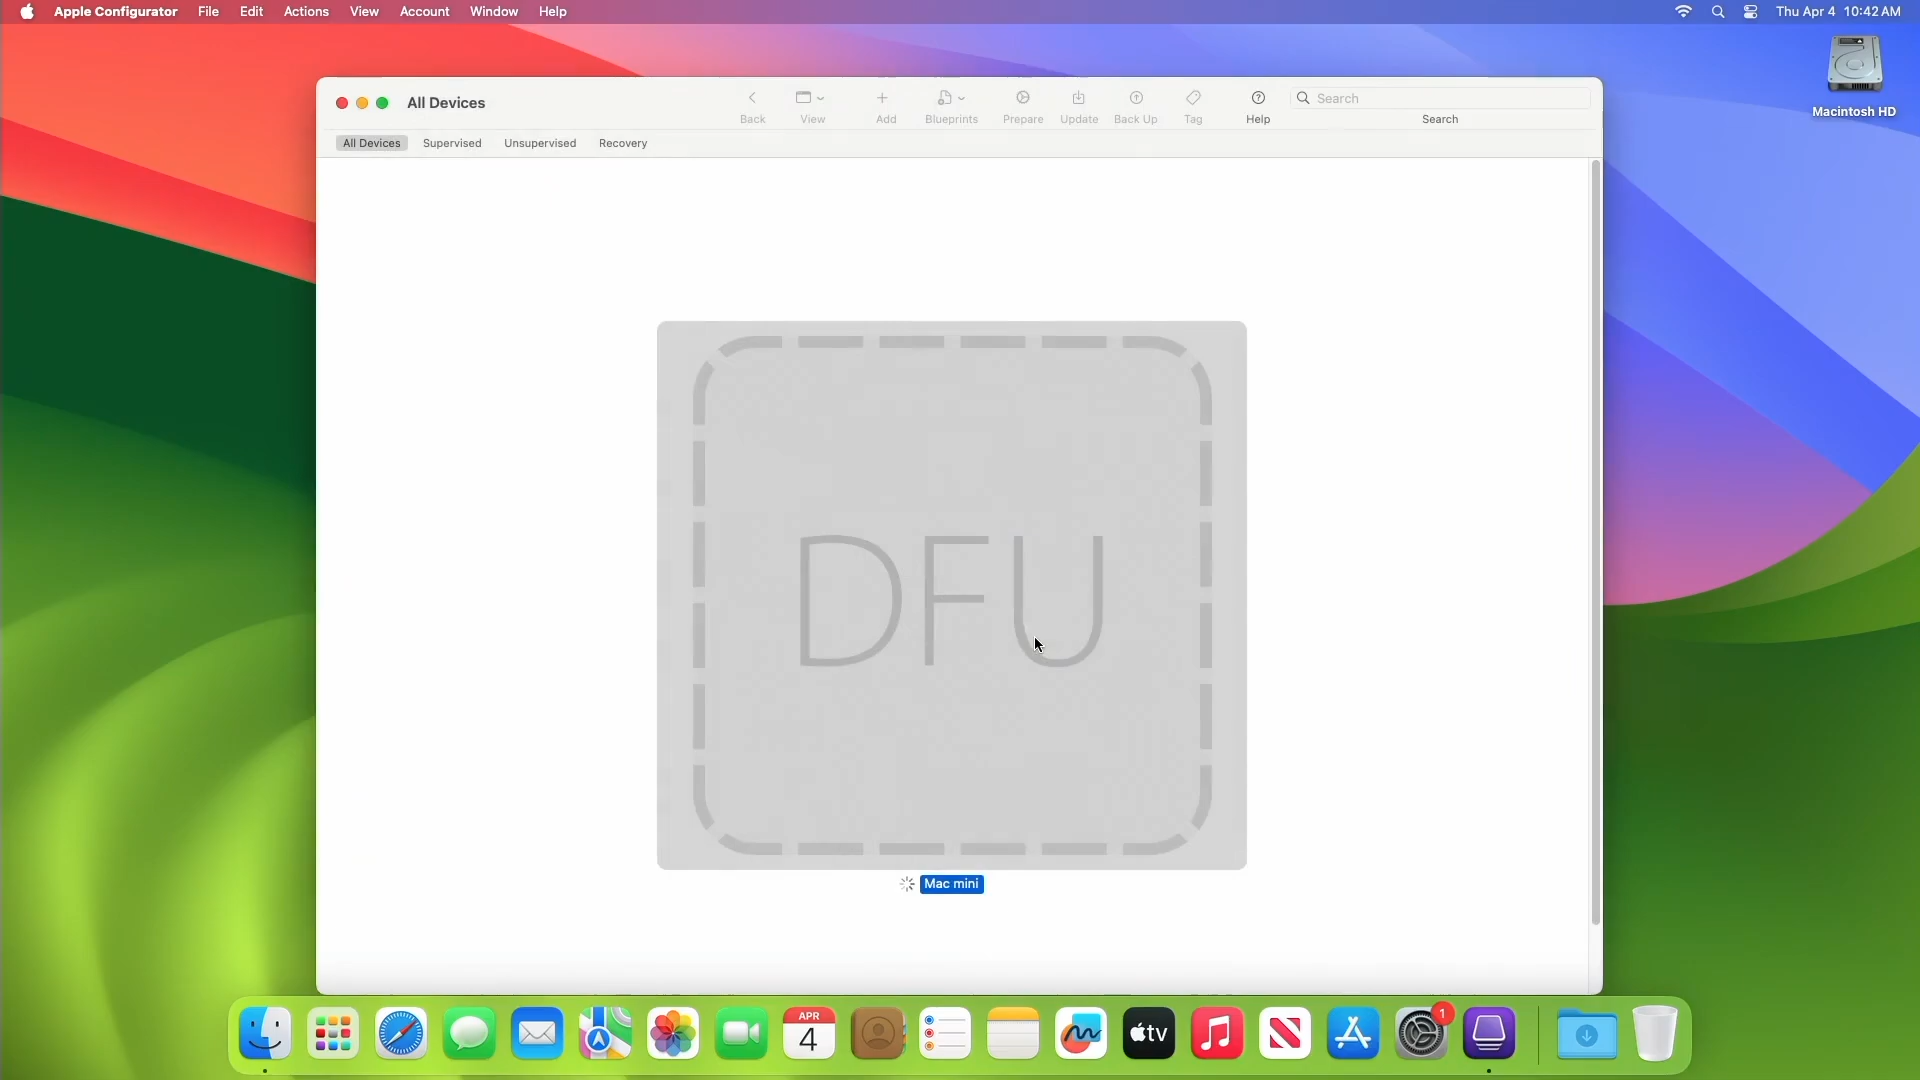 Apple Configurator File Edit Actions View Account Window Help Thu Apr 4 10:42 AM
Macintosh HD
All Devices
Back View Add Blueprints Prepare Update Back Up Tag Help Search
Search
All Devices Supervised Unsupervised Recovery
DFU
Mac mini
APR
4
tv
1